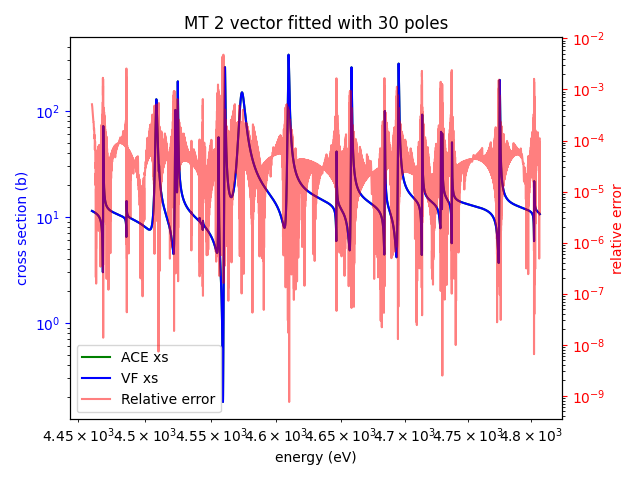 MT 2 vector fitted with 30 poles
cross section (b)
10²
10¹
10⁰
10⁻²
10⁻³
10⁻⁴
10⁻⁵
10⁻⁶
10⁻⁷
10⁻⁸
10⁻⁹
relative error
ACE xs
VF xs
Relative error
4.45 × 10³ 4.5 × 10³ 4.55 × 10³ 4.6 × 10³ 4.65 × 10³ 4.7 × 10³ 4.75 × 10³ 4.8 × 10³
energy (eV)